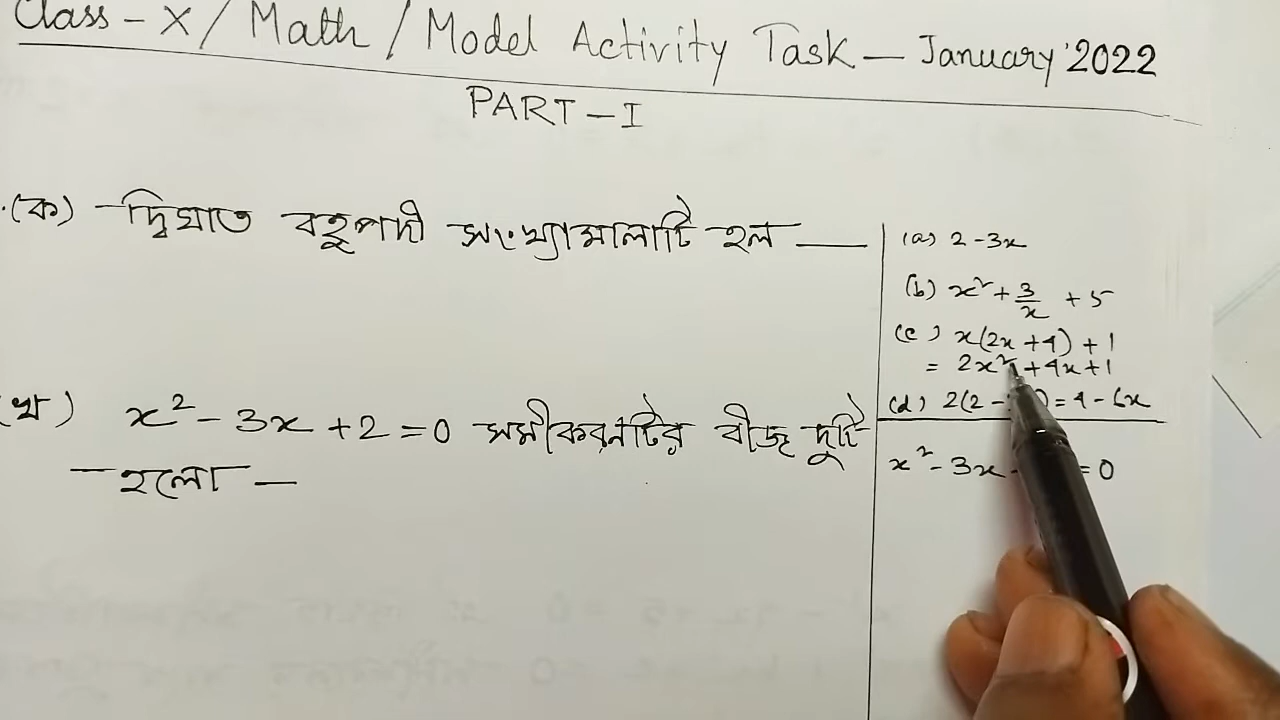 Class - X / Math / Model Activity Task — January '2022
PART - I
(ক) দ্বিঘাত বহুপদী সংখ্যামালাটি হল —
(a) 2 - 3x
(b) x² + 3/x + 5
(c) x(2x + 4) + 1
= 2x² + 4x + 1
(d) 2(2 - ) = 4 - 6x
(খ) x² - 3x + 2 = 0 সমীকরণটির বীজ দুটি
হলো —
x² - 3x - = 0